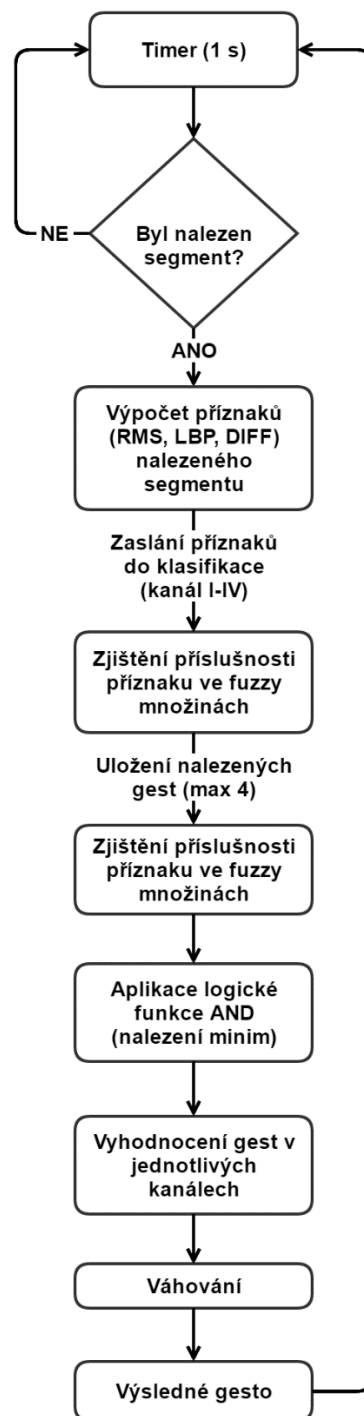 Timer (1 s)
Byl nalezen
segment?
NE
ANO
Výpočet příznaků
(RMS, LBP, DIFF)
nalezeného
segmentu
Zaslání příznaků
do klasifikace
(kanál I-IV)
Zjištění příslušnosti
příznaku ve fuzzy
množinách
Uložení nalezených
gest (max 4)
Zjištění příslušnosti
příznaku ve fuzzy
množinách
Aplikace logické
funkce AND
(nalezení minim)
Vyhodnocení gest v
jednotlivých
kanálech
Váhování
Výsledné gesto